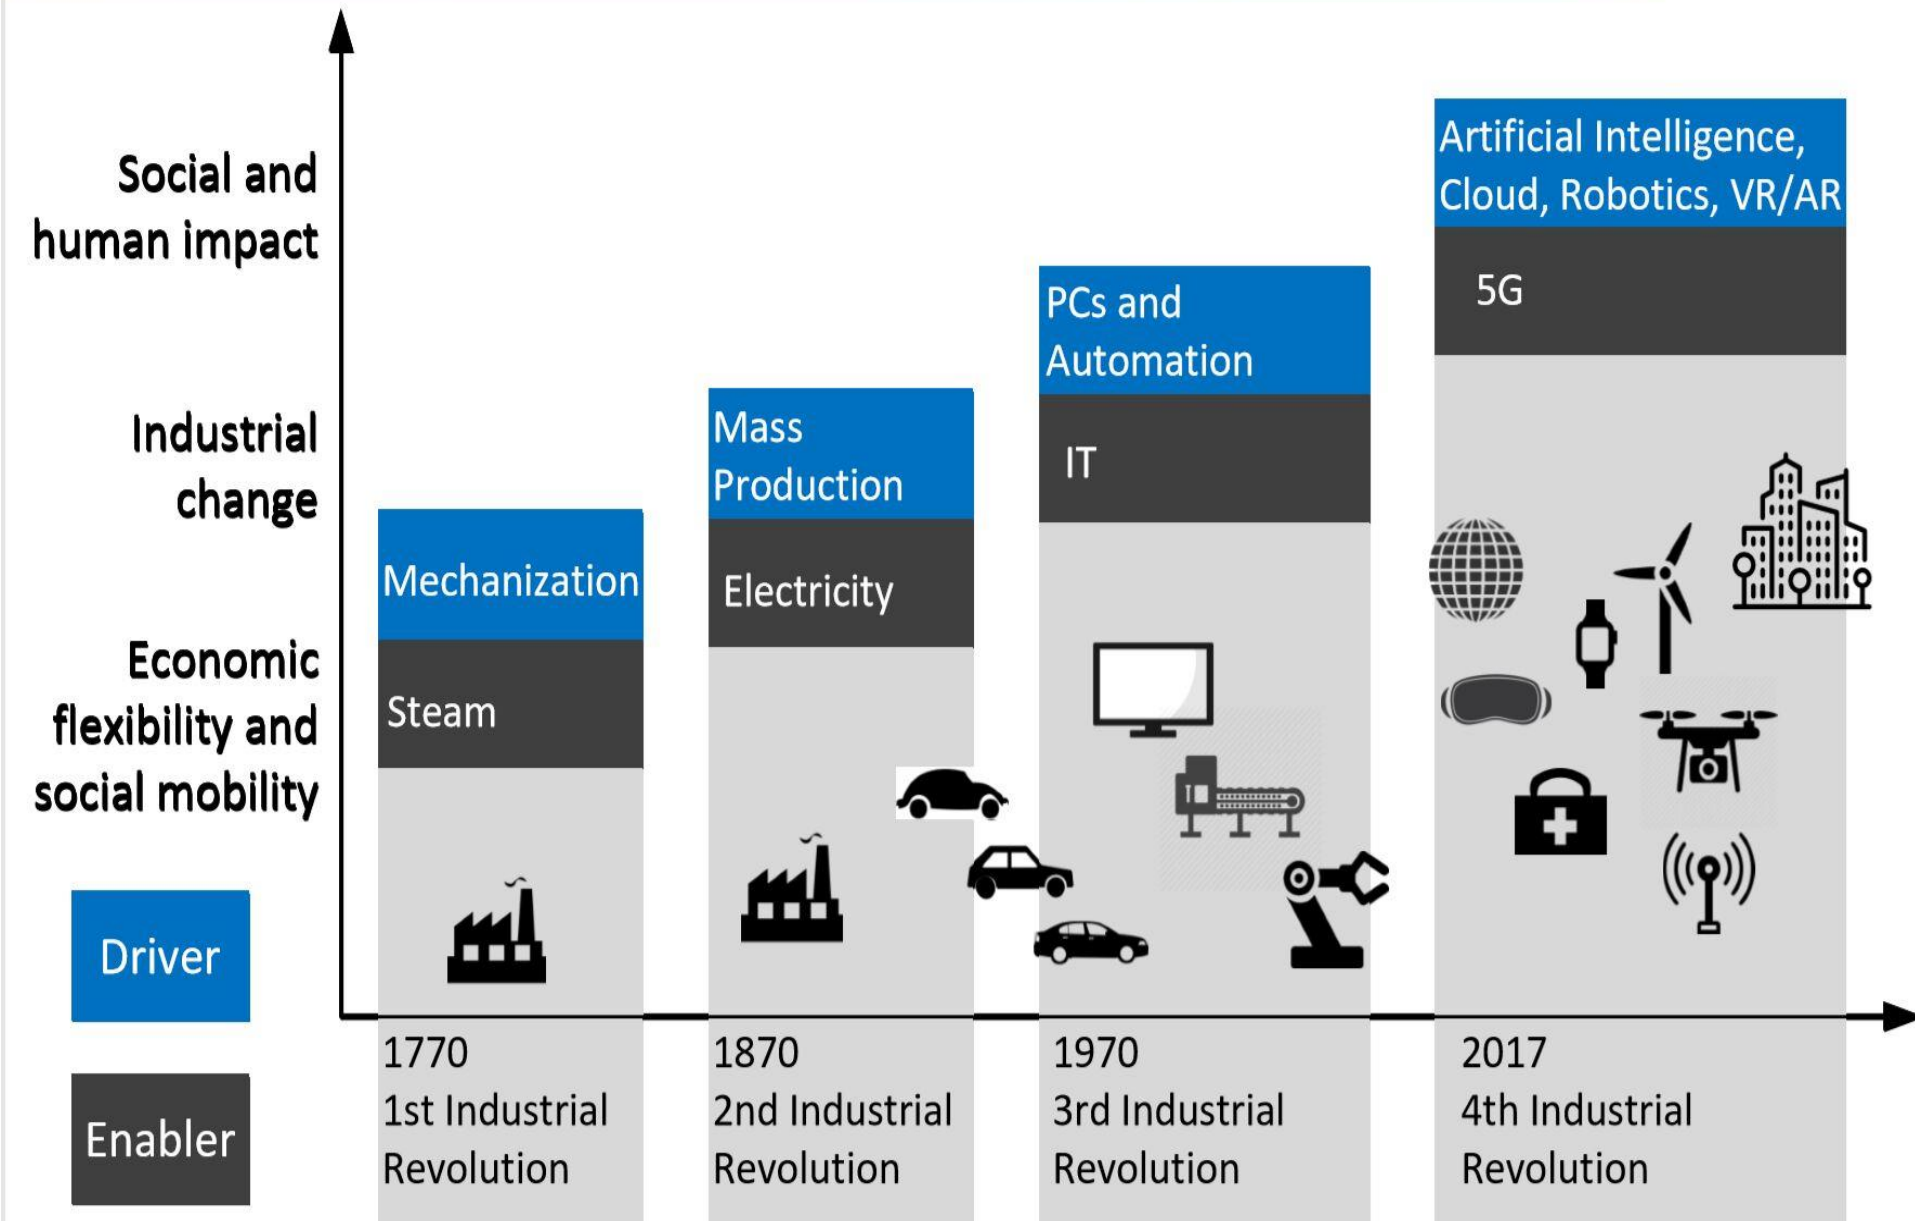 Social and
human impact
Industrial
change
Economic
flexibility and
social mobility
Driver
Enabler
Mechanization
Steam
1770
1st Industrial
Revolution
Mass
Production
Electricity
1870
2nd Industrial
Revolution
PCs and
Automation
IT
1970
3rd Industrial
Revolution
Artificial Intelligence,
Cloud, Robotics, VR/AR
5G
2017
4th Industrial
Revolution